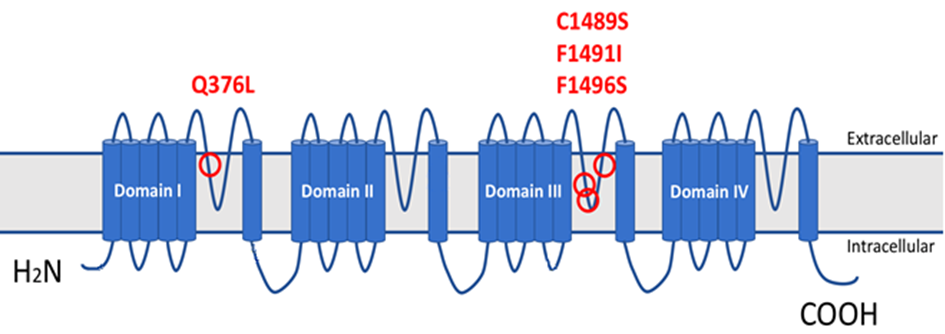 C1489S
F1491I
Q376L F1496S
Extracellular
Domain I Domain II Domain III Domain IV
Intracellular
H2N
COOH